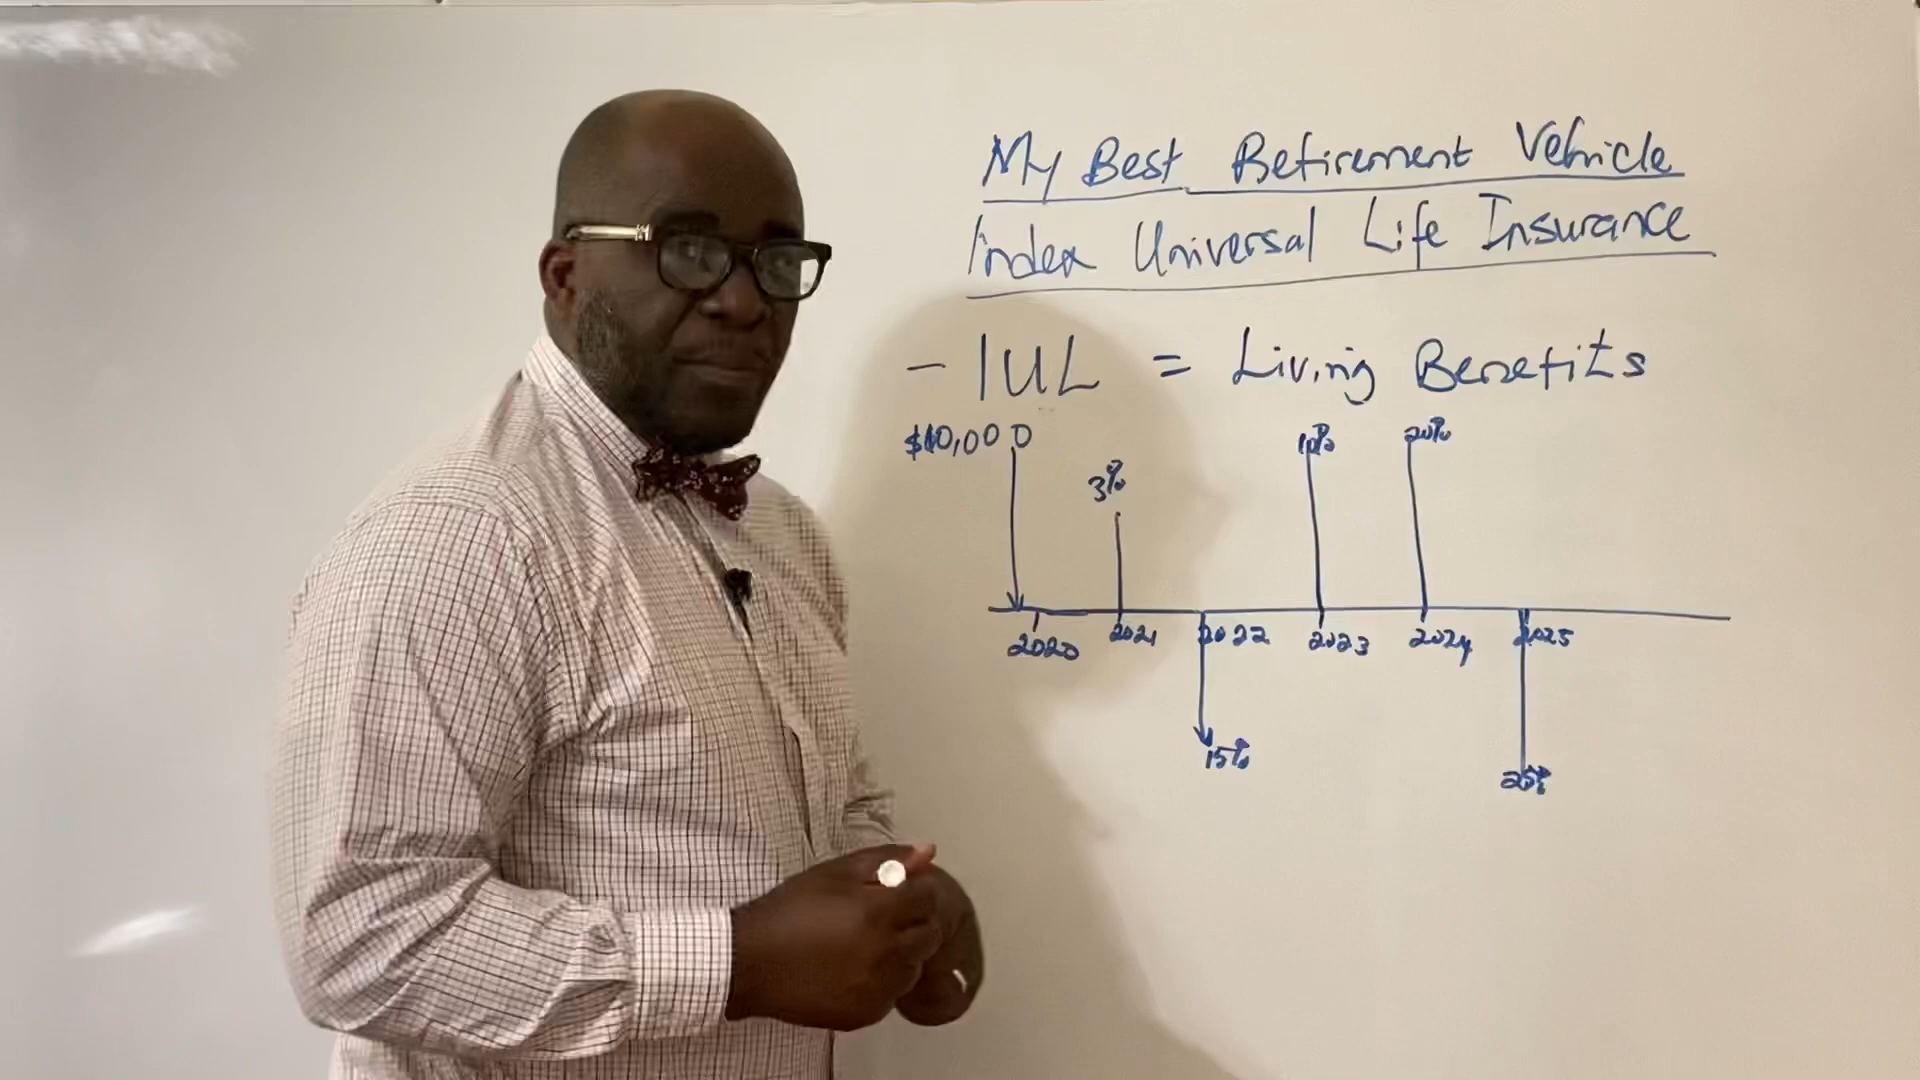 My Best Retirement Vehicle
Index Universal Life Insurance
- IUL = Living Benefits
$10,000
3%
10%
20%
2020 2021 2022 2023 2024 2025
15%
25%